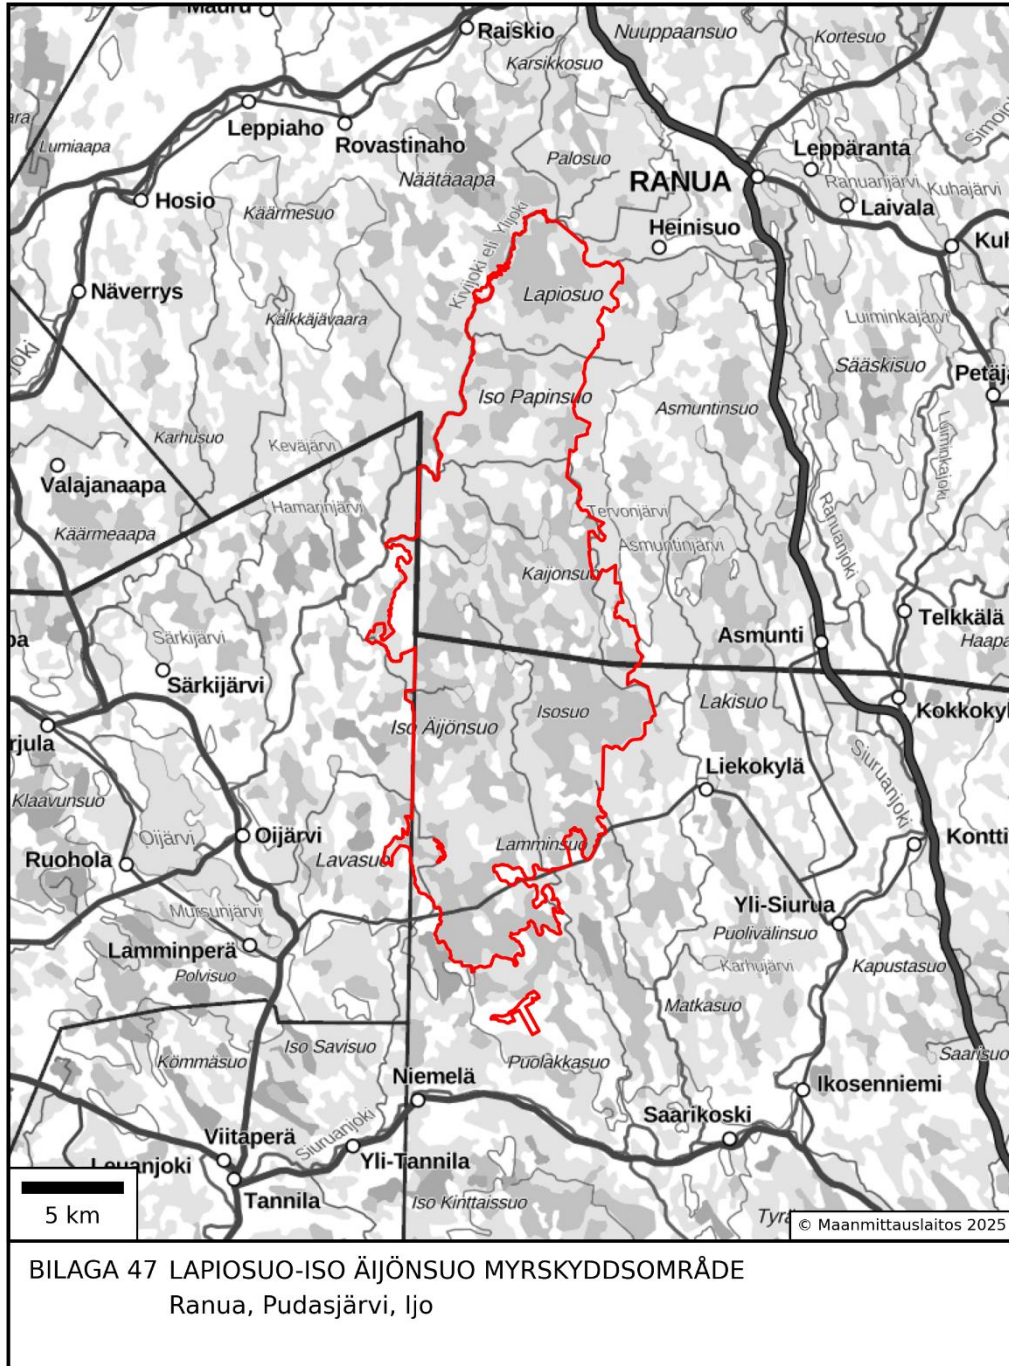 Raiskio
Nuuppaansuo
Kortesuo
Karsikkosuo
Leppiaho
Rovastinaho
Lumiaapa
Palosuo
Leppäranta
Näätäaapa
RANUA
Ranuanjärvi
Kuhajärvi
Hosio
Käärmesuo
Laivala
Heinisuo
Kivijoki eli Ylijoki
Näverrys
Lapiosuo
Kalkkäjävaara
Luiminkajärvi
Sääskisuo
Iso Papinsuo
Asmuntinsuo
Karhusuo
Keväjärvi
Luiminkajoki
Valajanaapa
Hamarinjärvi
Tervonjärvi
Ranuanjoki
Käärmeaapa
Asmuntinjärvi
Kaijonsuo
Telkkälä
Särkijärvi
Asmunti
Särkijärvi
Lakisuo
Isosuo
Iso Äijönsuo
Siuruanjoki
Liekokylä
Klaavunsuo
Oijärvi
Oijärvi
Ruohola
Lavasuo
Lamminsuo
Mursunjärvi
Yli-Siurua
Puolivälinsuo
Lamminperä
Polvisuo
Karhujärvi
Kapustasuo
Matkasuo
Iso Savisuo
Kömmäsuo
Puolakkasuo
Saarisuo
Niemelä
Ikosenniemi
Saarikoski
Siuruanjoki
Viitaperä
Yli-Tannila
Tannila
Iso Kinttaissuo
5 km
© Maanmittauslaitos 2025
BILAGA 47 LAPIOSUO-ISO ÄIJÖNSUO MYRSKYDDSOMRÅDE
Ranua, Pudasjärvi, Ijo